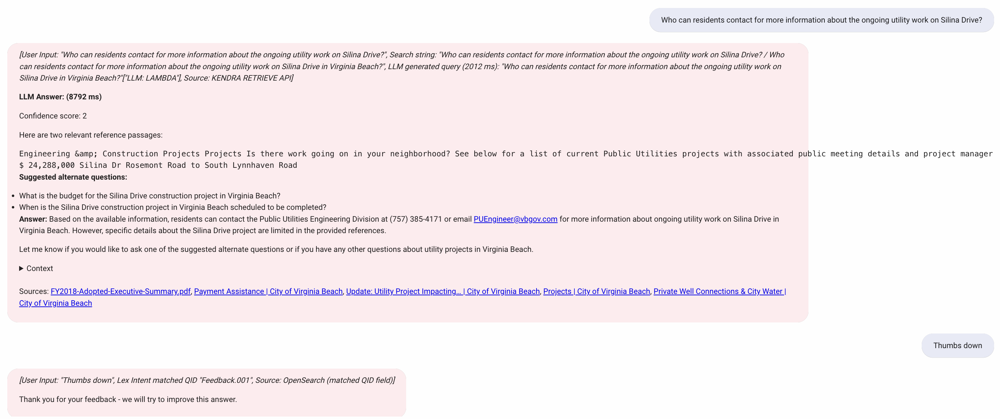 Who can residents contact for more information about the ongoing utility work on Silina Drive?
[User Input: "Who can residents contact for more information about the ongoing utility work on Silina Drive?", Search string: "Who can residents contact for more information about the ongoing utility work on Silina Drive? / Who
can residents contact for more information about the ongoing utility work on Silina Drive in Virginia Beach?", LLM generated query (2012 ms): "Who can residents contact for more information about the ongoing utility work on
Silina Drive in Virginia Beach?"["LLM: LAMBDA"], Source: KENDRA RETRIEVE API]
LLM Answer: (8792 ms)
Confidence score: 2
Here are two relevant reference passages:
Engineering &amp; Construction Projects Projects Is there work going on in your neighborhood? See below for a list of current Public Utilities projects with associated public meeting details and project manager
$ 24,288,000 Silina Dr Rosemont Road to South Lynnhaven Road
Suggested alternate questions:
• What is the budget for the Silina Drive construction project in Virginia Beach?
• When is the Silina Drive construction project in Virginia Beach scheduled to be completed?
Answer: Based on the available information, residents can contact the Public Utilities Engineering Division at (757) 385-4171 or email PUEngineer@vbgov.com for more information about ongoing utility work on Silina Drive in
Virginia Beach. However, specific details about the Silina Drive project are limited in the provided references.
Let me know if you would like to ask one of the suggested alternate questions or if you have any other questions about utility projects in Virginia Beach.
▶ Context
Sources: FY2018-Adopted-Executive-Summary.pdf, Payment Assistance | City of Virginia Beach, Update: Utility Project Impacting... | City of Virginia Beach, Projects | City of Virginia Beach, Private Well Connections & City Water |
City of Virginia Beach
Thumbs down
[User Input: "Thumbs down", Lex Intent matched QID "Feedback.001", Source: OpenSearch (matched QID field)]
Thank you for your feedback - we will try to improve this answer.